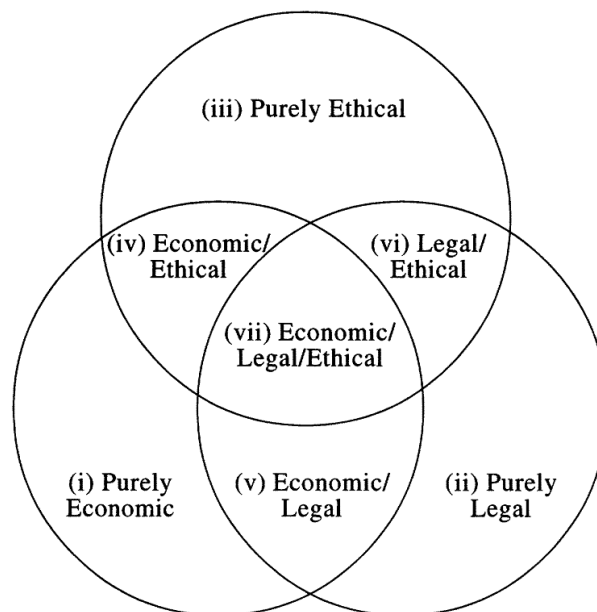 (iii) Purely Ethical
(iv) Economic/
Ethical
(vi) Legal/
Ethical
(vii) Economic/
Legal/Ethical
(i) Purely
Economic
(v) Economic/
Legal
(ii) Purely
Legal